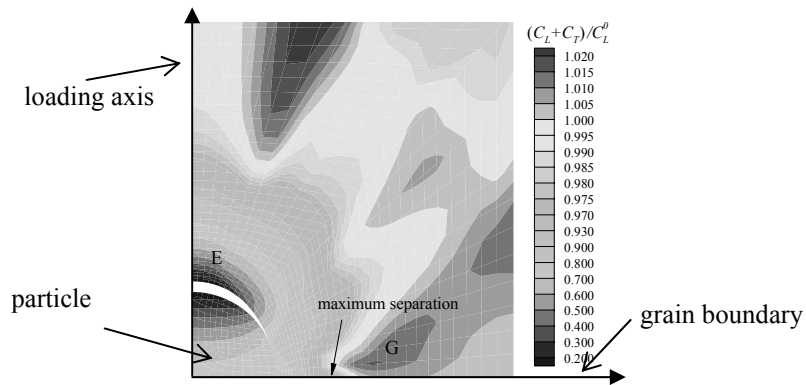 (C_L+C_T)/C_L^0
1.020
1.015
1.010
1.005
1.000
0.995
0.990
0.985
0.980
0.975
0.970
0.930
0.900
0.800
0.700
0.600
0.500
0.400
0.300
0.200
loading axis
E
particle
maximum separation
G
grain boundary